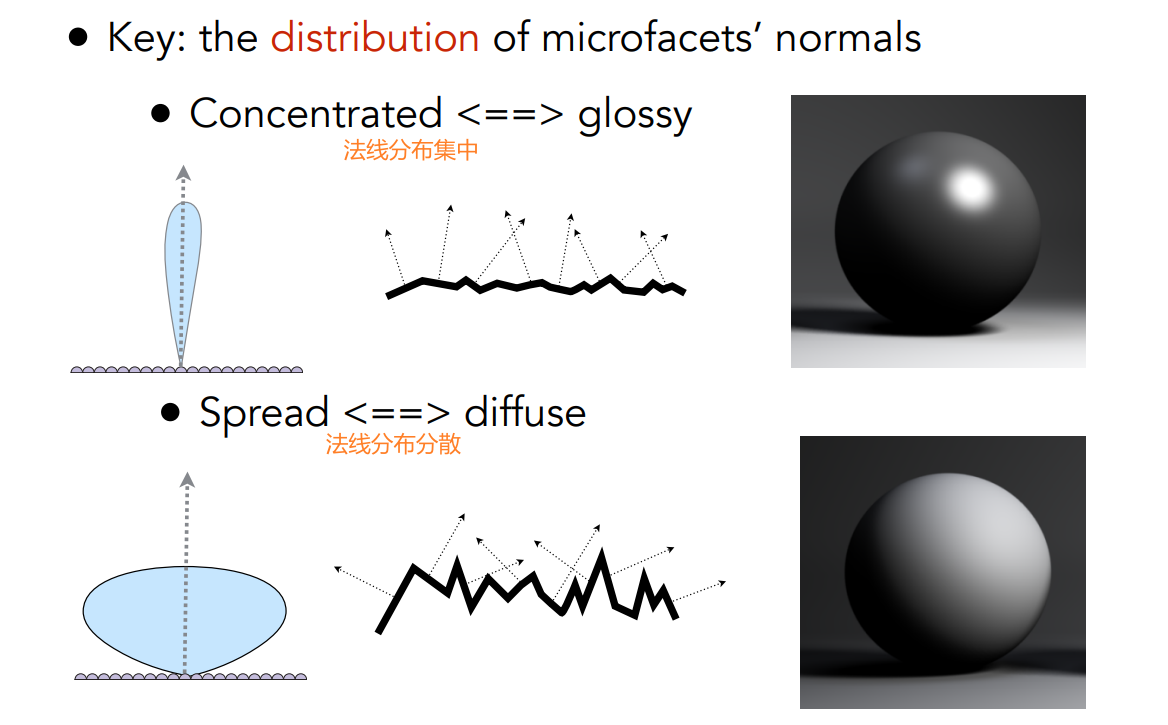 ● Key: the distribution of microfacets’ normals
● Concentrated <==> glossy
法线分布集中
● Spread <==> diffuse
法线分布分散